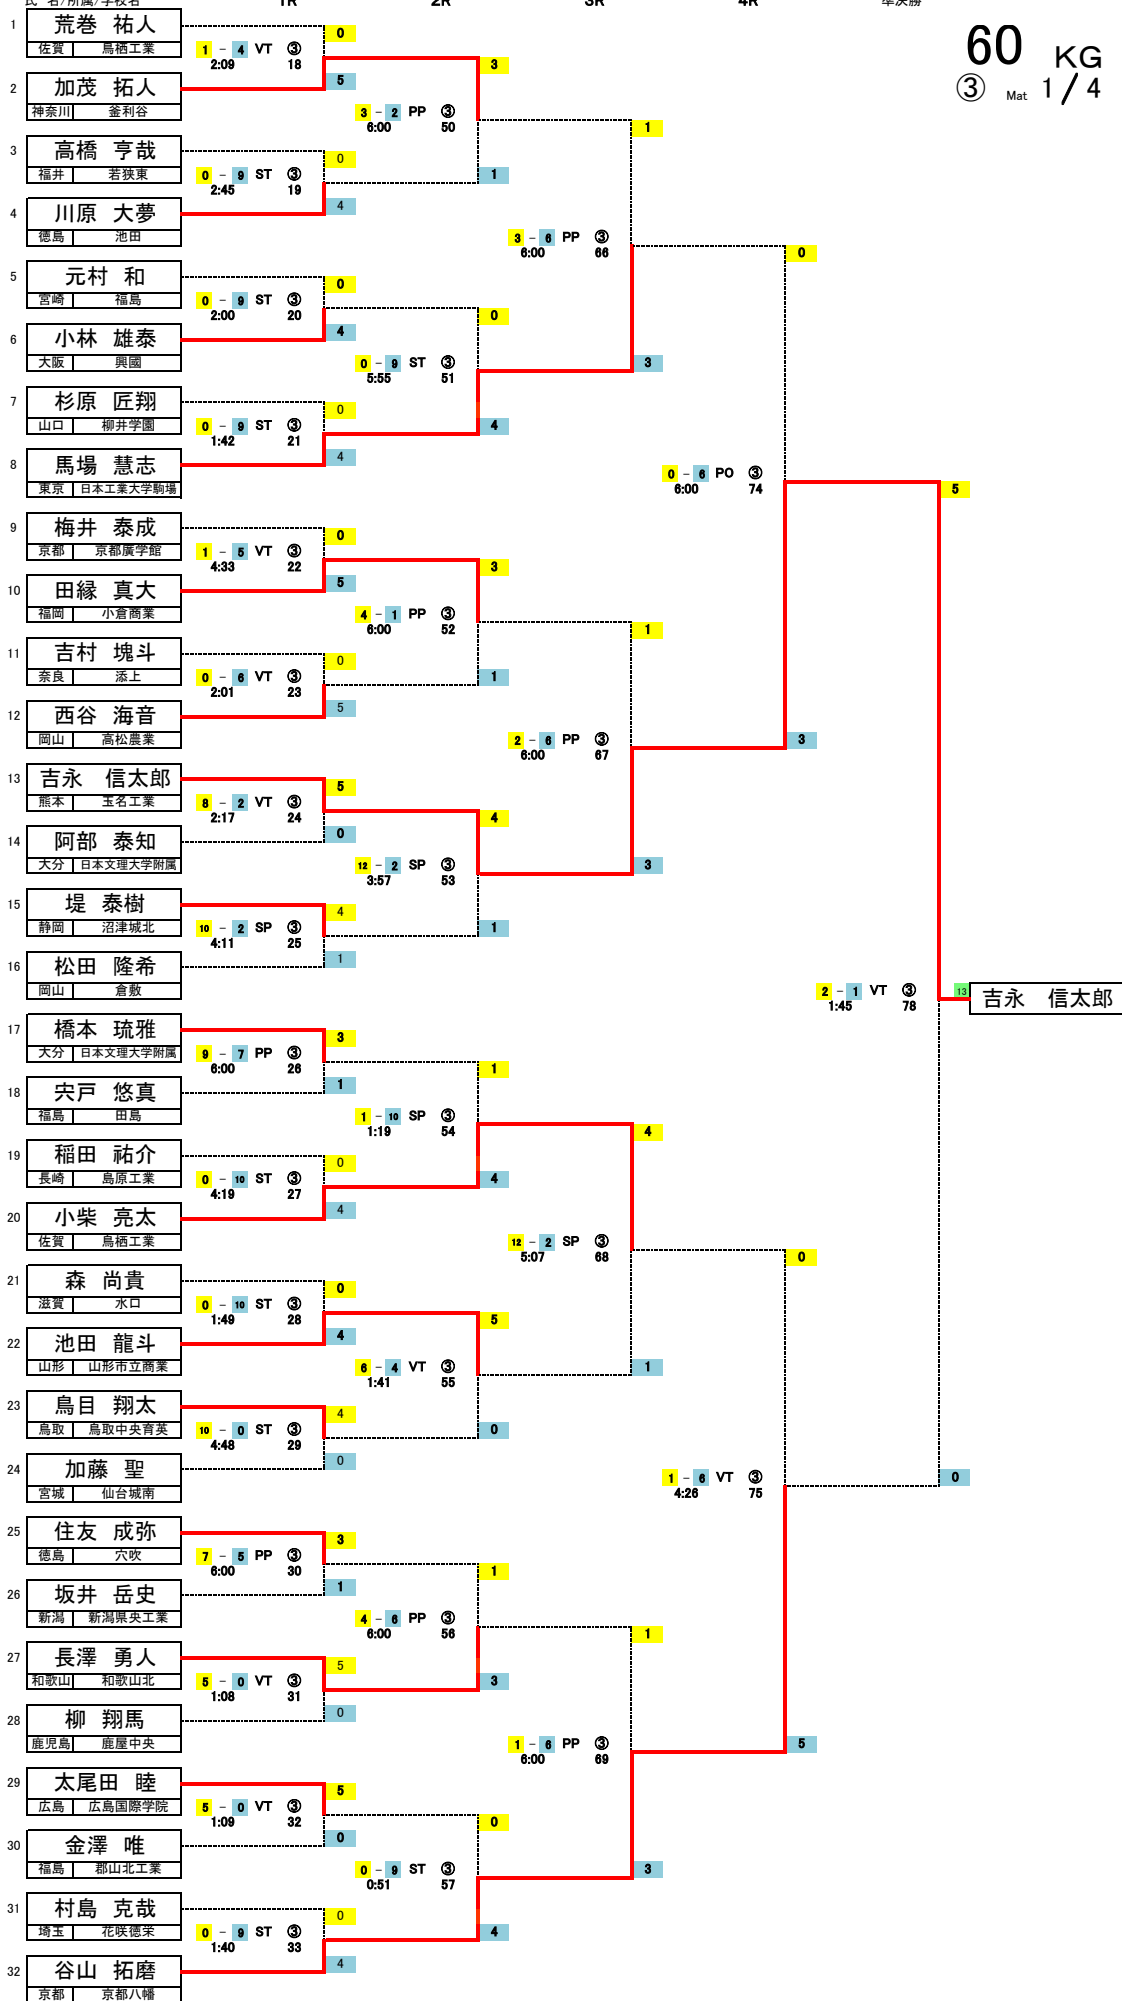 氏 名/所属/学校名 1R 2R 3R 4R 準決勝
60 KG
③ Mat 1/4
1 荒巻 祐人 0
佐賀 鳥栖工業 1 - 4 VT ③
2:09 18
3
2 加茂 拓人 5
神奈川 釜利谷 3 - 2 PP ③
6:00 50
1
3 高橋 亨哉 0
福井 若狭東 0 - 9 ST ③ 1
2:45 19
4 川原 大夢 4
徳島 池田
3 - 6 PP ③
6:00 66
0
5 元村 和 0
宮崎 福島 0 - 9 ST ③
2:00 20
0
6 小林 雄泰 4
大阪 興國 0 - 9 ST ③ 3
5:55 51
7 杉原 匠翔 0
山口 柳井学園 0 - 9 ST ③ 4
1:42 21
8 馬場 慧志 4
東京 日本工業大学駒場
0 - 6 PO ③
6:00 74
5
9 梅井 泰成 0
京都 京都廣学館 1 - 5 VT ③
4:33 22
3
10 田縁 真大 5
福岡 小倉商業 4 - 1 PP ③
6:00 52
1
11 吉村 塊斗 0
奈良 添上 0 - 6 VT ③ 1
2:01 23
12 西谷 海音 5
岡山 高松農業
2 - 6 PP ③ 3
6:00 67
13 吉永 信太郎 5
熊本 玉名工業 8 - 2 VT ③
2:17 24
4
14 阿部 泰知 0
大分 日本文理大学附属 12 - 2 SP ③ 3
3:57 53
15 堤 泰樹 4
静岡 沼津城北 10 - 2 SP ③ 1
4:11 25
16 松田 隆希 1
岡山 倉敷
2 - 1 VT ③ 13 吉永 信太郎
1:45 78
17 橋本 琉雅 3
大分 日本文理大学附属 9 - 7 PP ③
6:00 26
1
18 宍戸 悠真 1
福島 田島 1 - 10 SP ③
1:19 54
4
19 稲田 祐介 0
長崎 島原工業 0 - 10 ST ③ 4
4:19 27
20 小柴 亮太 4
佐賀 鳥栖工業
12 - 2 SP ③
5:07 68
0
21 森 尚貴 0
滋賀 水口 0 - 10 ST ③
1:49 28
5
22 池田 龍斗 4
山形 山形市立商業 6 - 4 VT ③ 1
1:41 55
23 鳥目 翔太 4
鳥取 鳥取中央育英 10 - 0 ST ③ 0
4:48 29
24 加藤 聖 0
宮城 仙台城南
1 - 6 VT ③ 0
4:26 75
25 住友 成弥 3
徳島 穴吹 7 - 5 PP ③
6:00 30
1
26 坂井 岳史 1
新潟 新潟県央工業 4 - 6 PP ③
6:00 56
1
27 長澤 勇人 5
和歌山 和歌山北 5 - 0 VT ③ 3
1:08 31
28 柳 翔馬 0
鹿児島 鹿屋中央
1 - 6 PP ③ 5
6:00 69
29 太尾田 睦 5
広島 広島国際学院 5 - 0 VT ③
1:09 32
0
30 金澤 唯 0
福島 郡山北工業 0 - 9 ST ③ 3
0:51 57
31 村島 克哉 0
埼玉 花咲徳栄 0 - 9 ST ③ 4
1:40 33
32 谷山 拓磨 4
京都 京都八幡